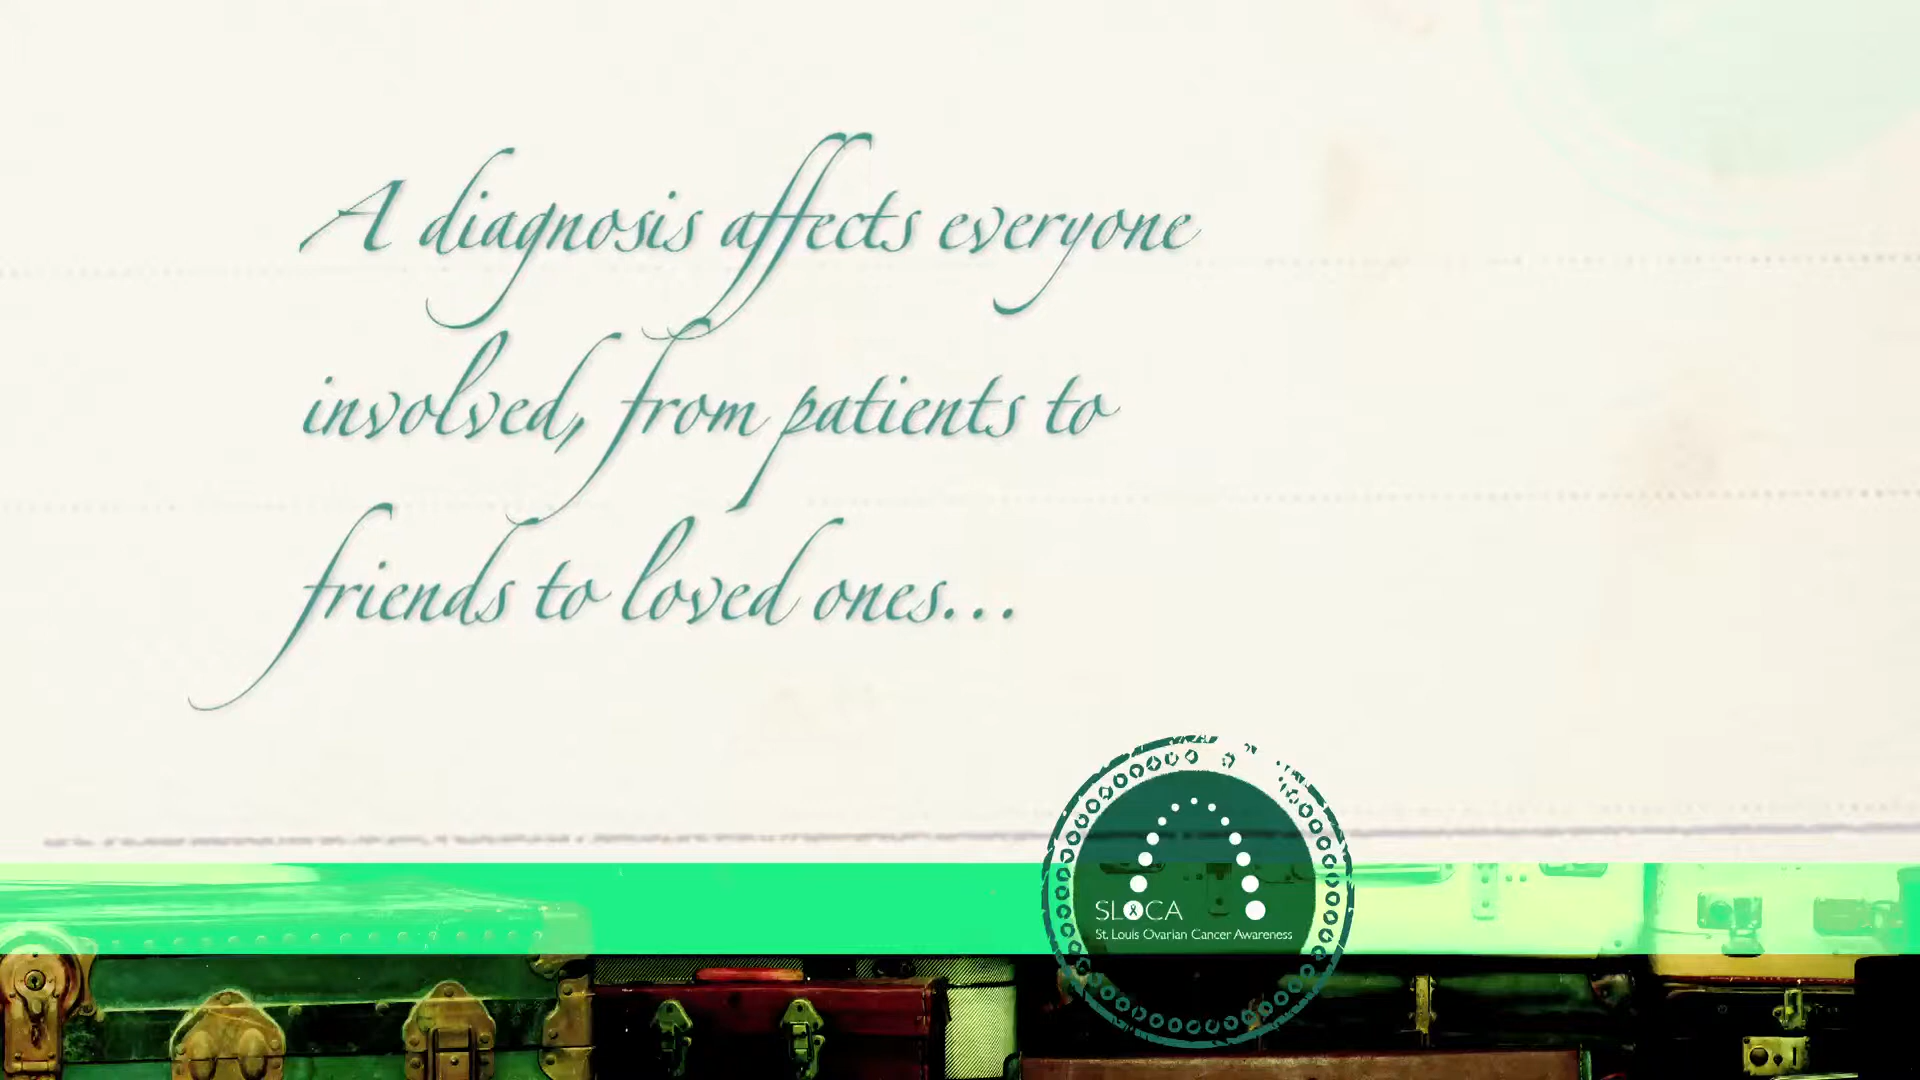 A diagnosis affects everyone
involved, from patients to
friends to loved ones...
SLOCA
St. Louis Ovarian Cancer Awareness